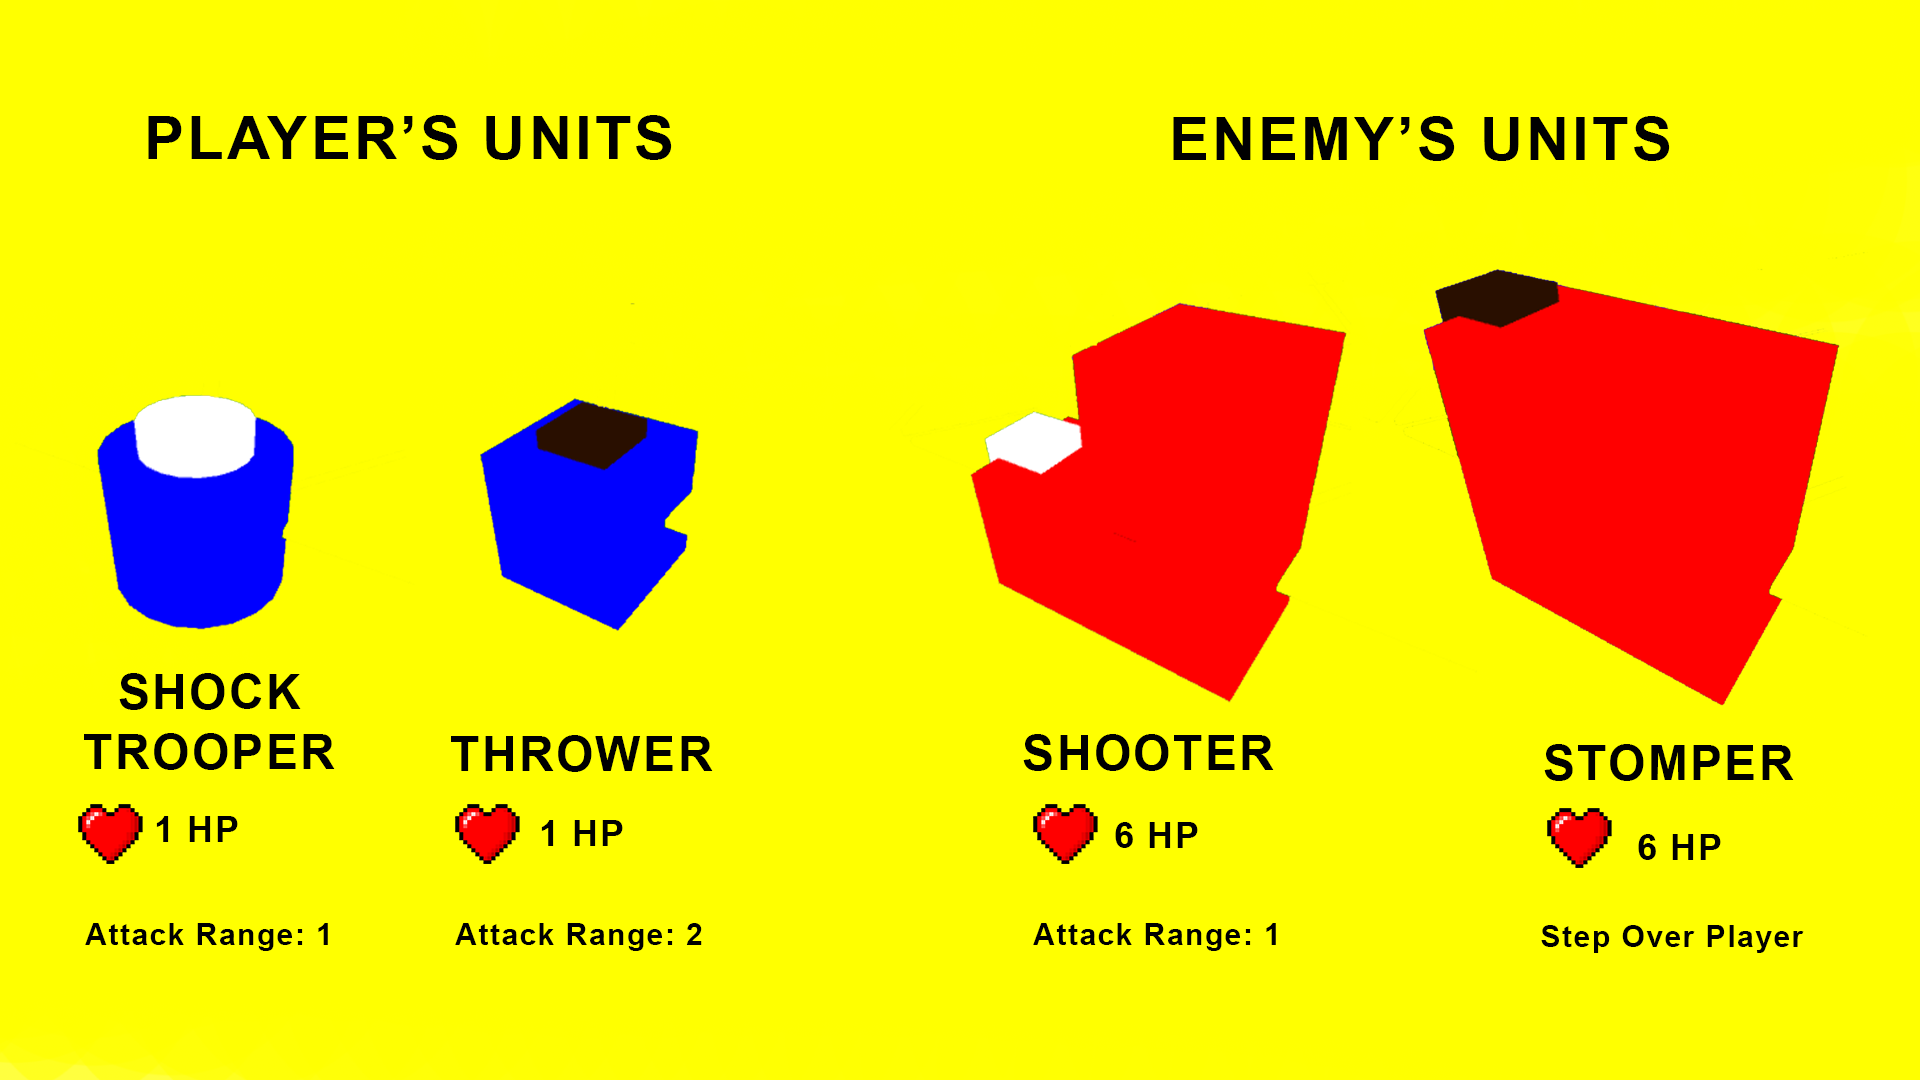 PLAYER’S UNITS
ENEMY’S UNITS
SHOCK
TROOPER
1 HP
Attack Range: 1
THROWER
1 HP
Attack Range: 2
SHOOTER
6 HP
Attack Range: 1
STOMPER
6 HP
Step Over Player